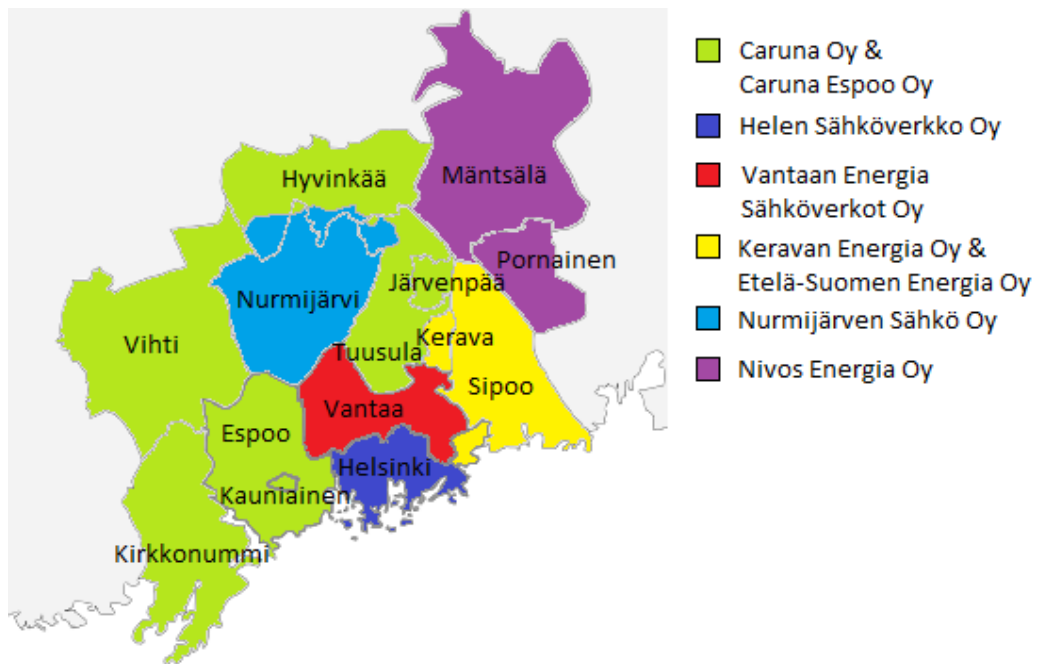 Hyvinkää
Mäntsälä
Pornainen
Järvenpää
Nurmijärvi
Kerava
Vihti
Tuusula
Sipoo
Vantaa
Espoo
Helsinki
Kauniainen
Kirkkonummi
Caruna Oy &
Caruna Espoo Oy
Helen Sähköverkko Oy
Vantaan Energia
Sähköverkot Oy
Keravan Energia Oy &
Etelä-Suomen Energia Oy
Nurmijärven Sähkö Oy
Nivos Energia Oy